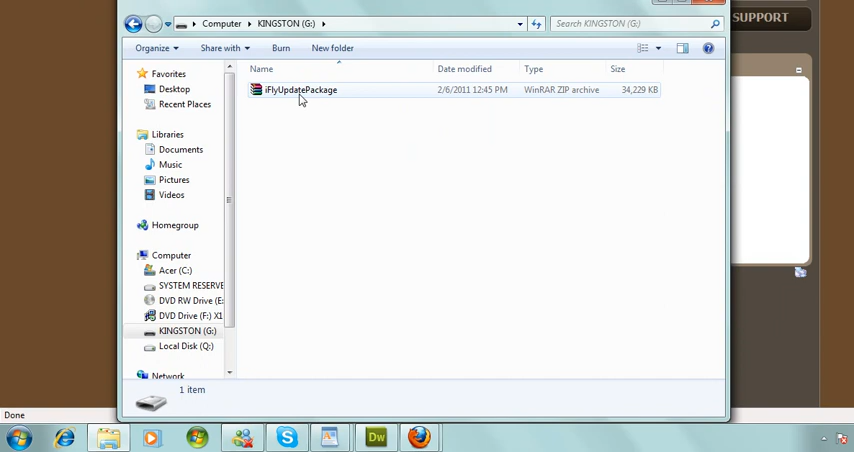 Computer
KINGSTON (G:)
Search KINGSTON (G:)
SUPPORT
Organize
Share with
Burn
New folder
Name
Date modified
Type
Size
iFlyUpdatePackage
2/6/2011 12:45 PM
WinRAR ZIP archive
34,229 KB
Favorites
Desktop
Recent Places
Libraries
Documents
Music
Pictures
Videos
Homegroup
Computer
Acer (C:)
SYSTEM RESERVE
DVD RW Drive (E:
DVD Drive (F:) X1
KINGSTON (G:)
Local Disk (Q:)
Network
1 item
Done
Dw